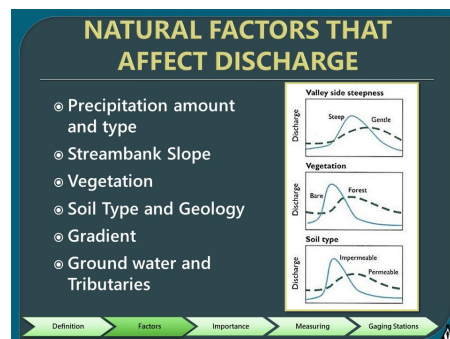 NATURAL FACTORS THAT
AFFECT DISCHARGE
Precipitation amount
and type
Streambank Slope
Vegetation
Soil Type and Geology
Gradient
Ground water and
Tributaries
Valley side steepness
Discharge
Steep
Gentle
Vegetation
Discharge
Bare
Forest
Soil type
Discharge
Impermeable
Permeable
Definition
Factors
Importance
Measuring
Gaging Stations